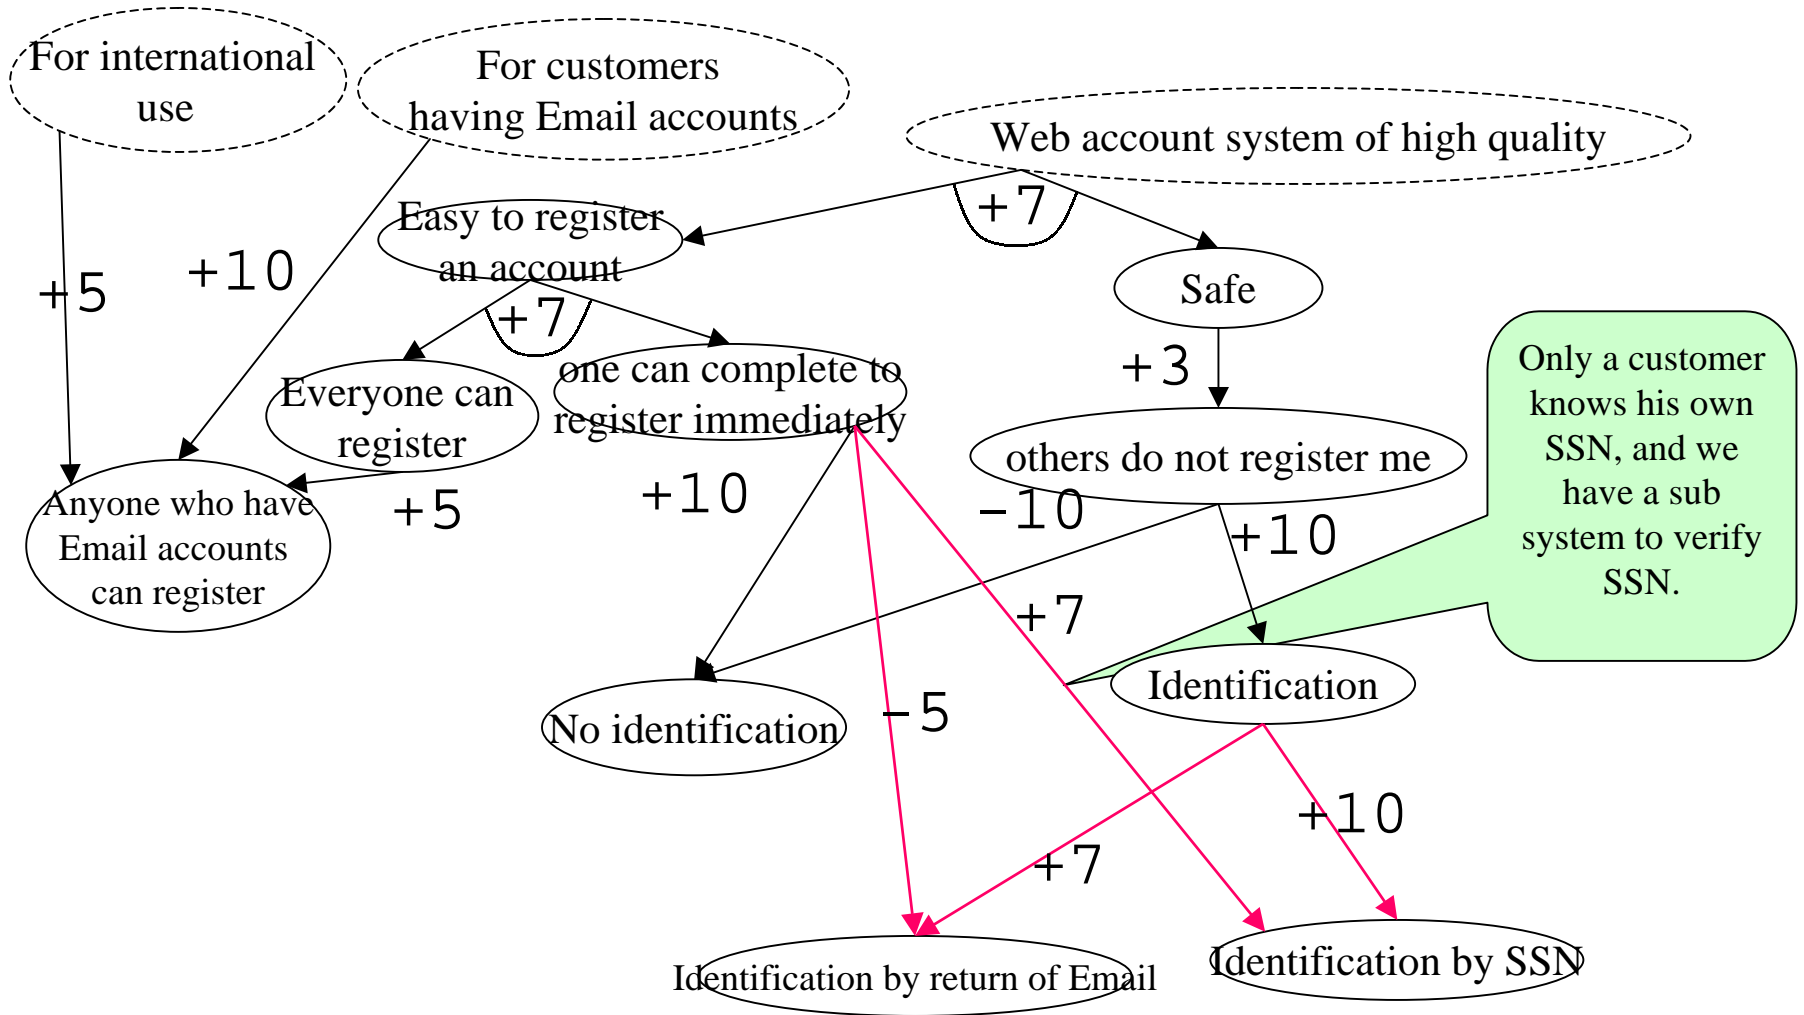 For international
use
For customers
having Email accounts
Web account system of high quality
+7
Easy to register
an account
+5
+10
Safe
+7
+3
one can complete to
register immediately
Everyone can
register
others do not register me
Only a customer
knows his own
SSN, and we
have a sub
system to verify
SSN.
Anyone who have
Email accounts
can register
+5
+10
-10
+10
+7
Identification
No identification
-5
+10
+7
Identification by return of Email
Identification by SSN